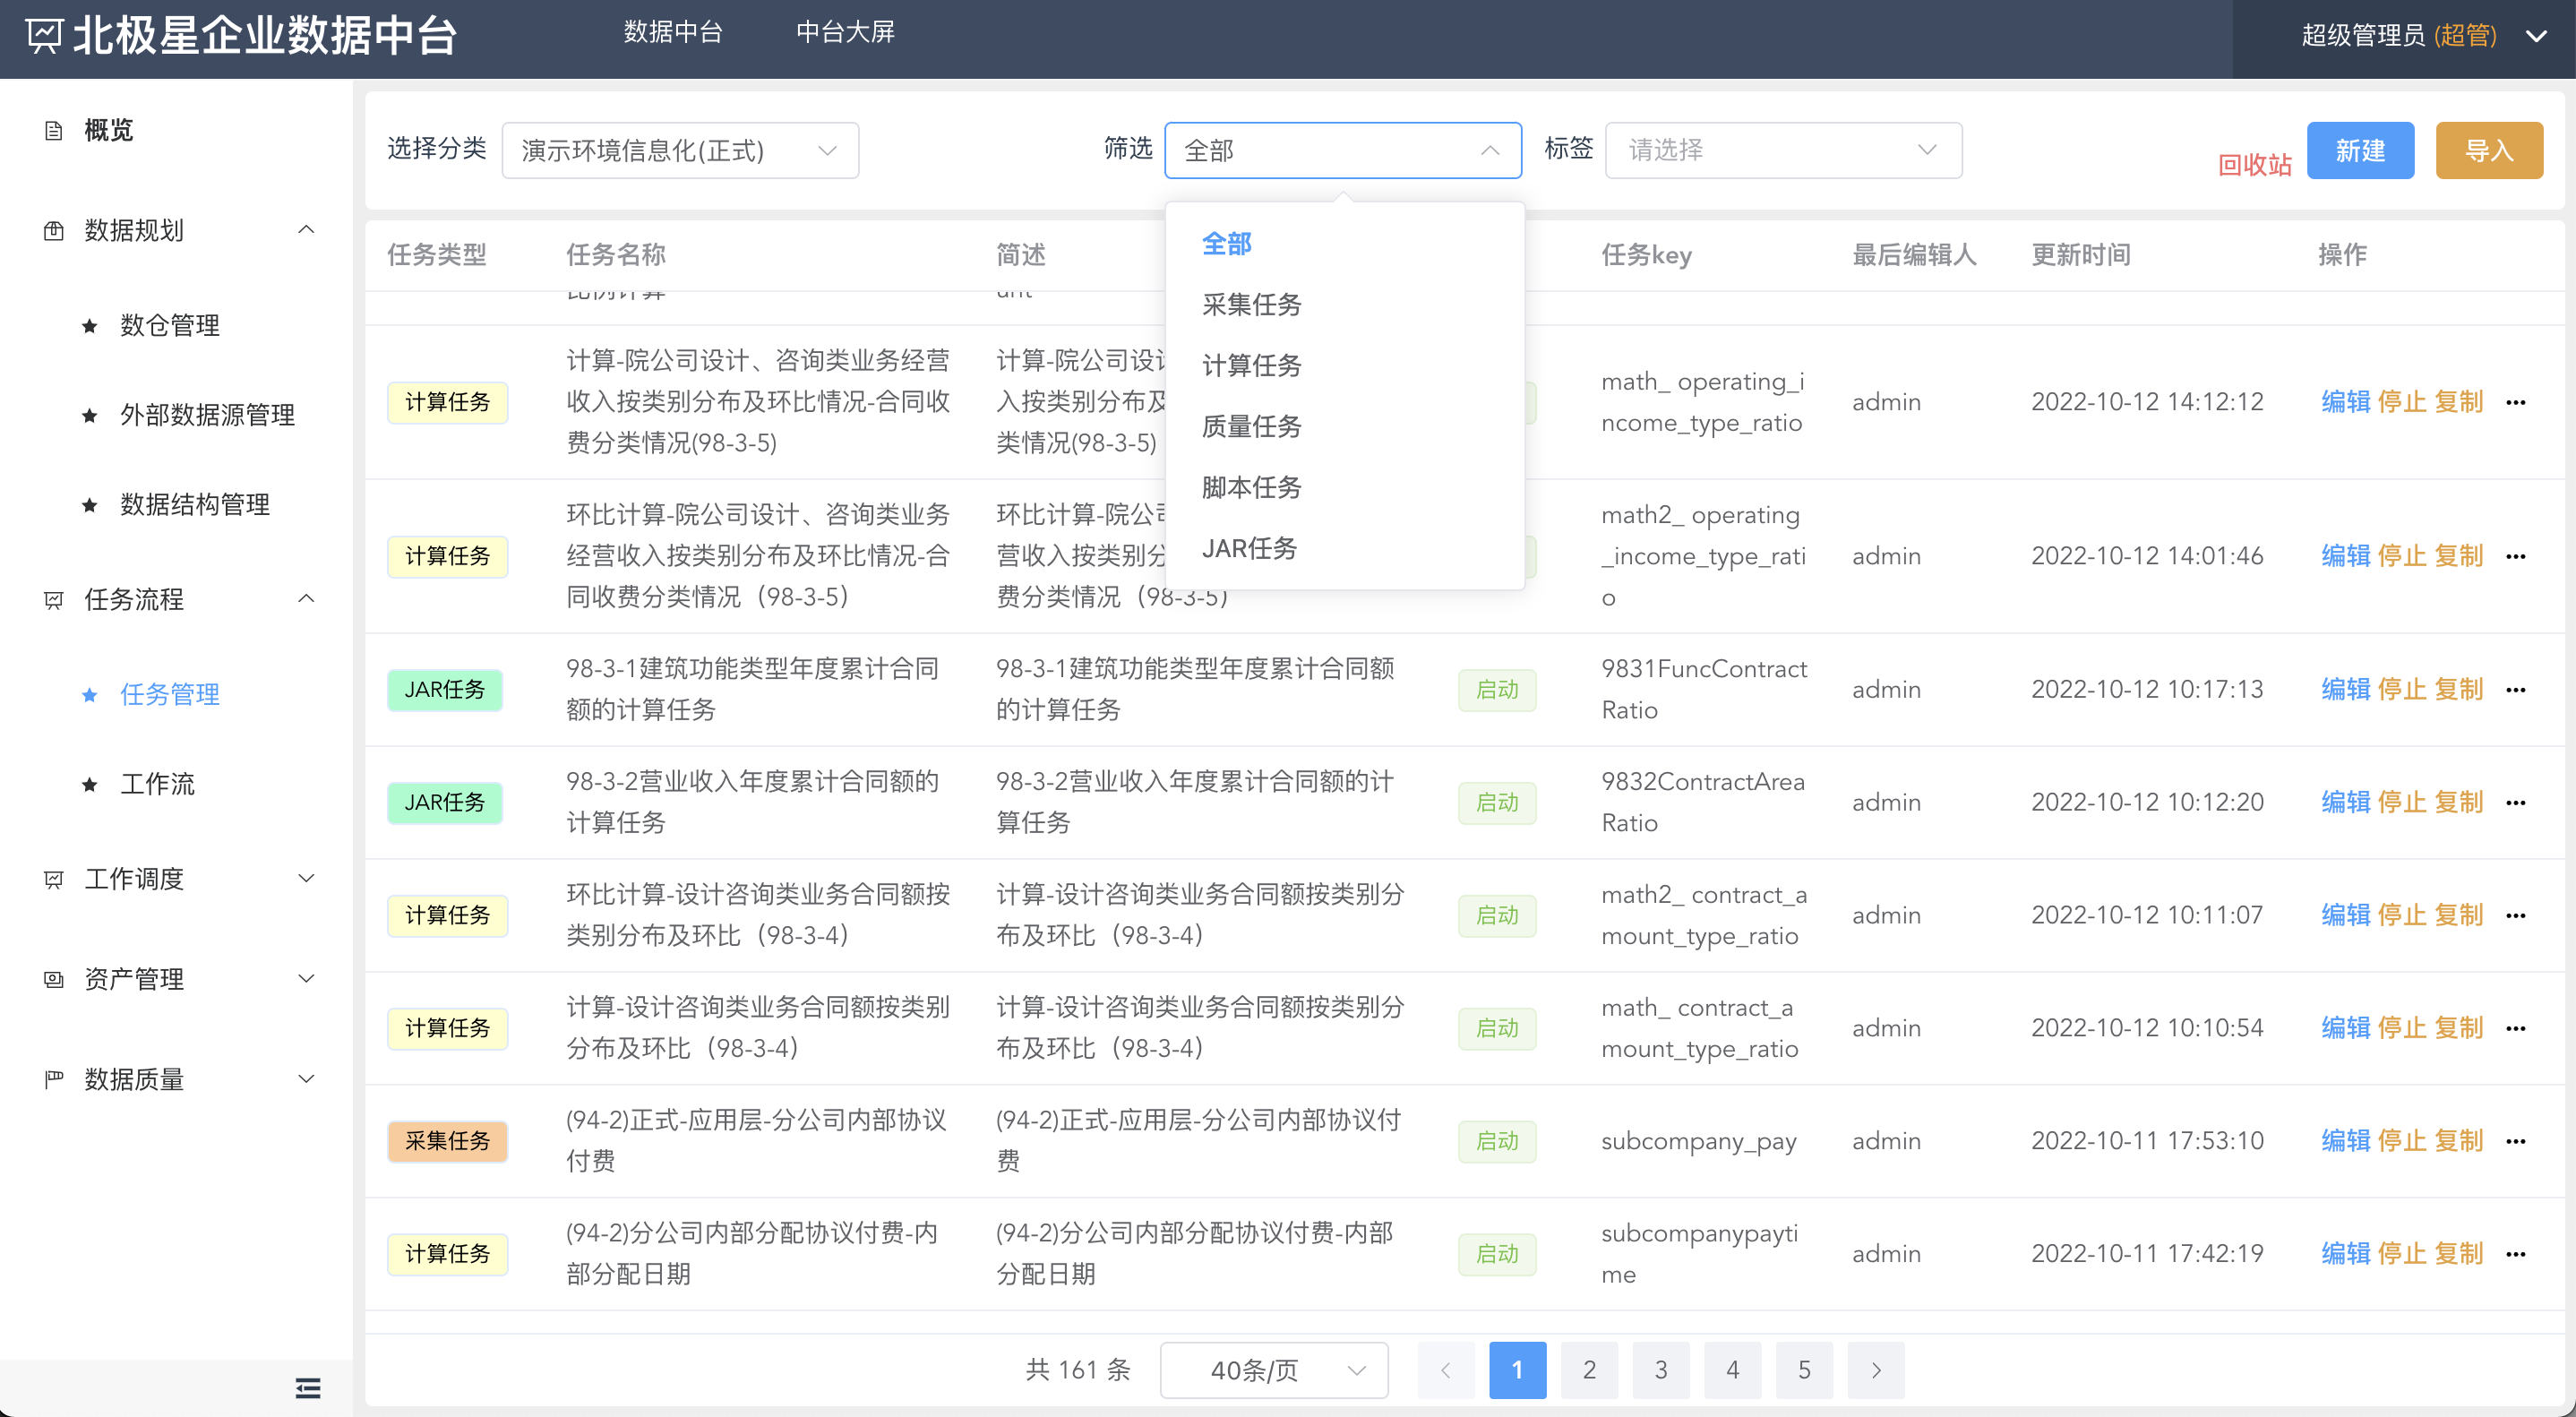 北极星企业数据中台
数据中台 中台大屏
超级管理员 (超管)
概览
数据规划
数仓管理
外部数据源管理
数据结构管理
任务流程
任务管理
工作流
工作调度
资产管理
数据质量
选择分类 演示环境信息化(正式) 筛选 全部 标签 请选择 回收站 新建 导入
全部
采集任务
计算任务
质量任务
脚本任务
JAR任务
任务类型 任务名称 简述 任务key 最后编辑人 更新时间 操作
比例计算
计算任务
计算-院公司设计、咨询类业务经营
收入按类别分布及环比情况-合同收
费分类情况(98-3-5)
计算-院公司设
入按类别分布及
类情况(98-3-5)
math_ operating_i
ncome_type_ratio
admin 2022-10-12 14:12:12 编辑 停止 复制 ···
计算任务
环比计算-院公司设计、咨询类业务
经营收入按类别分布及环比情况-合
同收费分类情况（98-3-5）
环比计算-院公司
营收入按类别分
费分类情况（98-3-5）
math2_ operating
_income_type_rati
o
admin 2022-10-12 14:01:46 编辑 停止 复制 ···
JAR任务
98-3-1建筑功能类型年度累计合同
额的计算任务
98-3-1建筑功能类型年度累计合同额
的计算任务
启动
9831FuncContract
Ratio
admin 2022-10-12 10:17:13 编辑 停止 复制 ···
JAR任务
98-3-2营业收入年度累计合同额的
计算任务
98-3-2营业收入年度累计合同额的计
算任务
启动
9832ContractArea
Ratio
admin 2022-10-12 10:12:20 编辑 停止 复制 ···
计算任务
环比计算-设计咨询类业务合同额按
类别分布及环比（98-3-4）
计算-设计咨询类业务合同额按类别分
布及环比（98-3-4）
启动
math2_ contract_a
mount_type_ratio
admin 2022-10-12 10:11:07 编辑 停止 复制 ···
计算任务
计算-设计咨询类业务合同额按类别
分布及环比（98-3-4）
计算-设计咨询类业务合同额按类别分
布及环比（98-3-4）
启动
math_ contract_a
mount_type_ratio
admin 2022-10-12 10:10:54 编辑 停止 复制 ···
采集任务
(94-2)正式-应用层-分公司内部协议
付费
(94-2)正式-应用层-分公司内部协议付
费
启动
subcompany_pay
admin 2022-10-11 17:53:10 编辑 停止 复制 ···
计算任务
(94-2)分公司内部分配协议付费-内
部分配日期
(94-2)分公司内部分配协议付费-内部
分配日期
启动
subcompanypayti
me
admin 2022-10-11 17:42:19 编辑 停止 复制 ···
共 161 条 40条/页 1 2 3 4 5